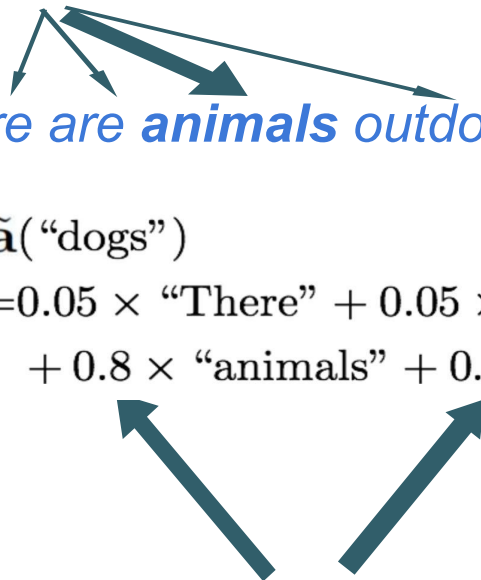 re are animals outdo
ã(“dogs”)
=0.05 × “There” + 0.05 ×
+ 0.8 × “animals” + 0.